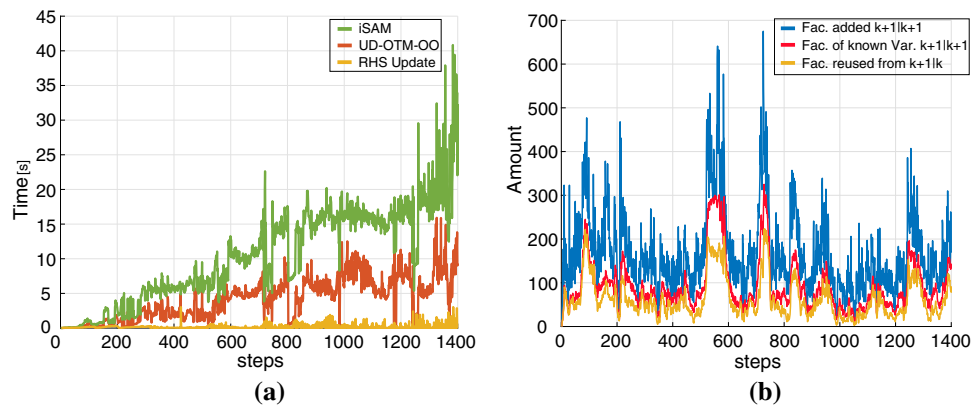 45
40
35
30
25
20
15
10
5
0
Time[s]
iSAM
UD-OTM-OO
RHS Update
0 200 400 600 800 1000 1200 1400
steps
(a)
700
600
500
400
300
200
100
0
Amount
Fac. added k+1|k+1
Fac. of known Var. k+1|k+1
Fac. reused from k+1|k
0 200 400 600 800 1000 1200 1400
steps
(b)